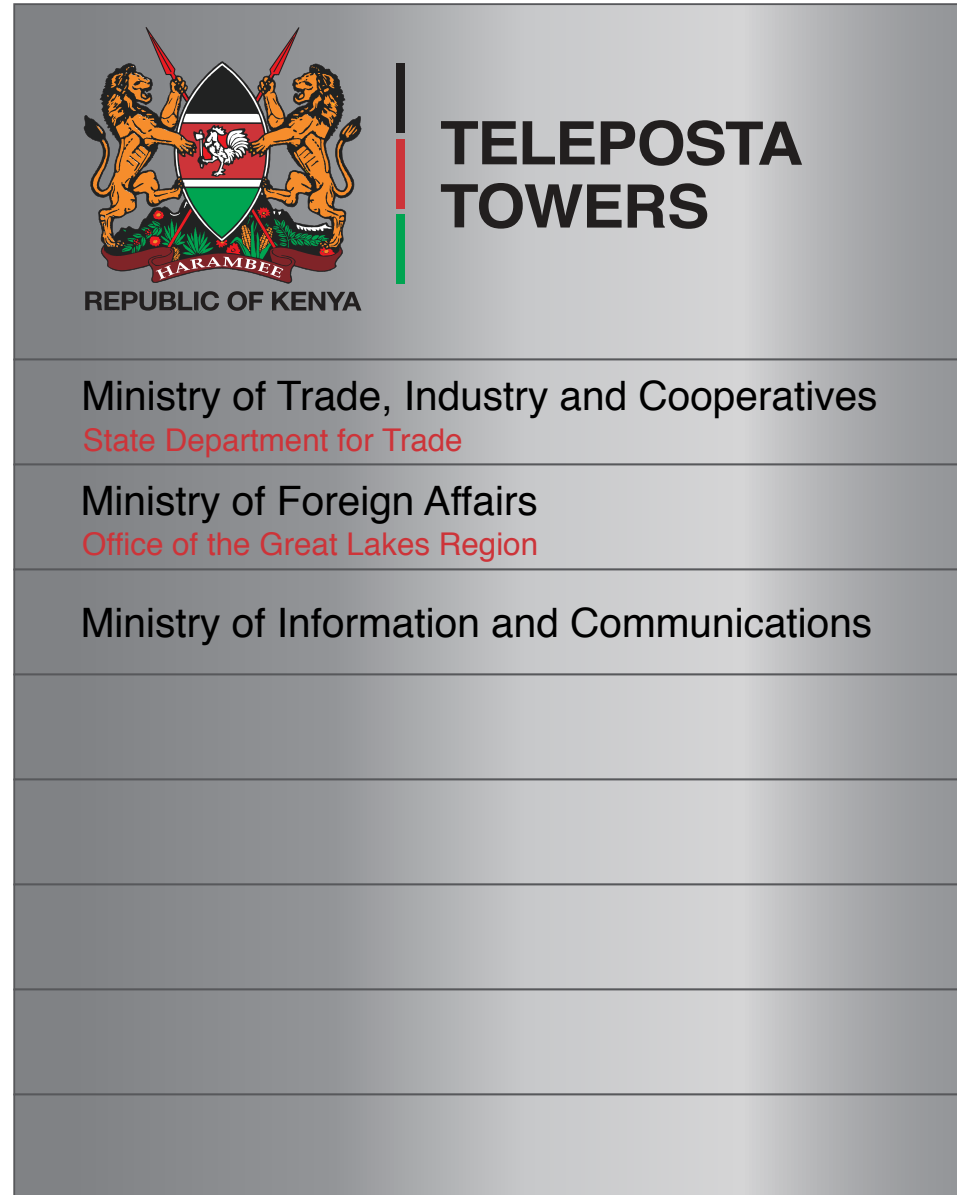 HARAMBEE
REPUBLIC OF KENYA
TELEPOSTA
TOWERS
Ministry of Trade, Industry and Cooperatives
State Department for Trade
Ministry of Foreign Affairs
Office of the Great Lakes Region
Ministry of Information and Communications